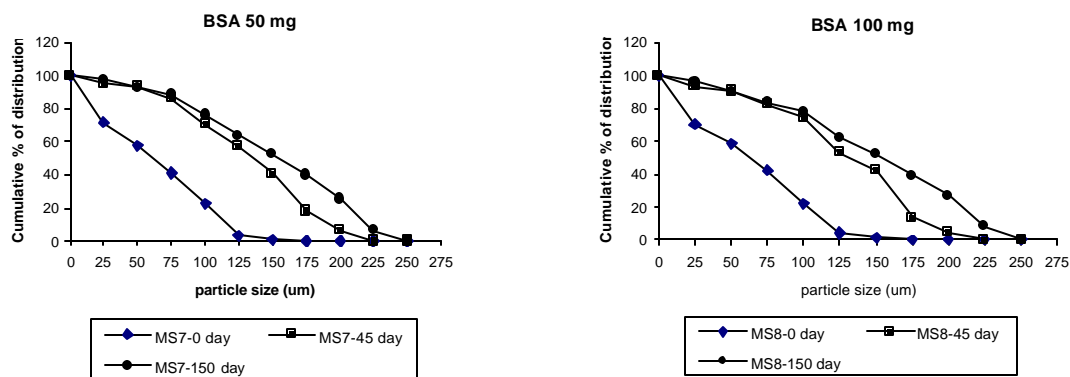 BSA 50 mg
Cumulative % of distribution
120
100
80
60
40
20
0
0 25 50 75 100 125 150 175 200 225 250 275
particle size (um)
MS7-0 day
MS7-45 day
MS7-150 day
BSA 100 mg
Cumulative % of distribution
120
100
80
60
40
20
0
0 25 50 75 100 125 150 175 200 225 250 275
particle size (um)
MS8-0 day
MS8-45 day
MS8-150 day